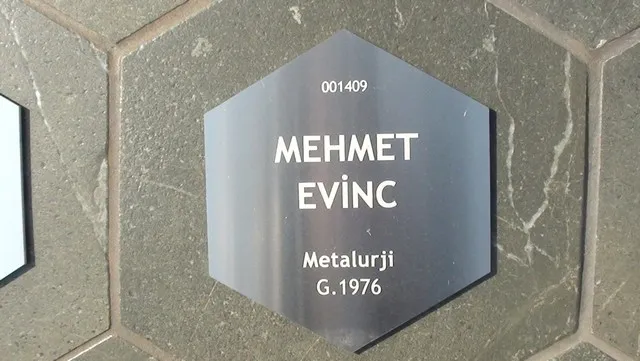 001409
MEHMET
EVİNC
Metalurji
G.1976